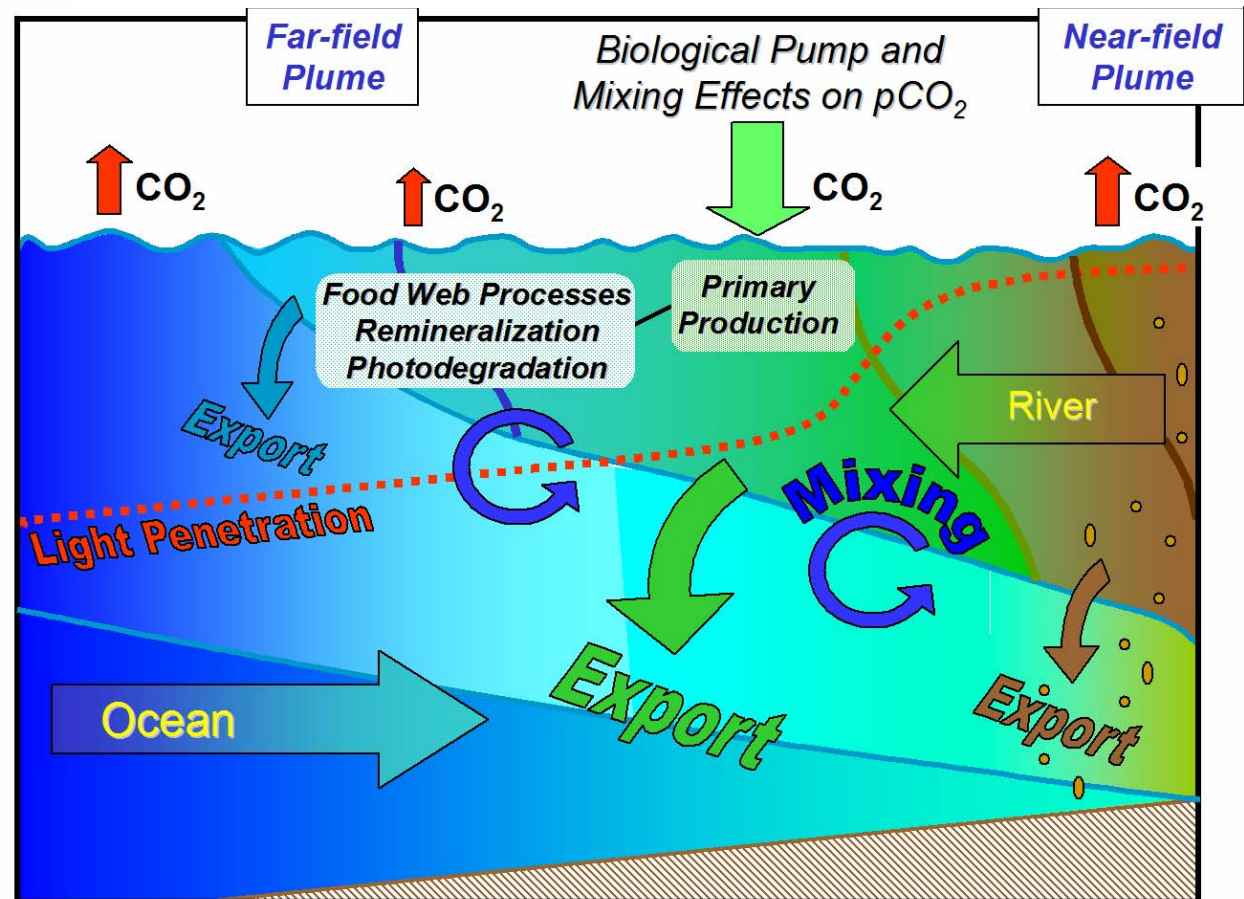 Far-field
Plume
Biological Pump and
Mixing Effects on pCO₂
Near-field
Plume
CO₂
CO₂
CO₂
CO₂
Food Web Processes
Remineralization
Photodegradation
Primary
Production
River
Export
Mixing
Light Penetration
Export
Export
Ocean